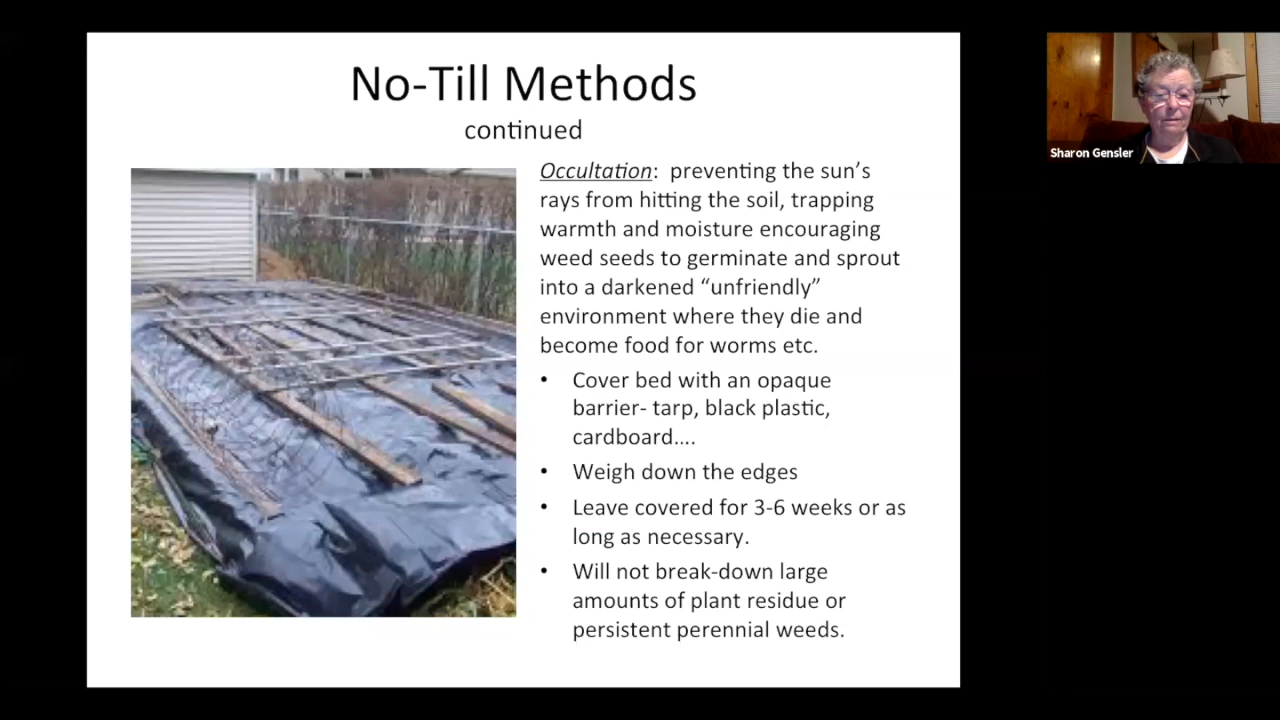 No-Till Methods
continued
Occultation: preventing the sun's
rays from hitting the soil, trapping
warmth and moisture encouraging
weed seeds to germinate and sprout
into a darkened “unfriendly”
environment where they die and
become food for worms etc.
• Cover bed with an opaque
barrier- tarp, black plastic,
cardboard....
• Weigh down the edges
• Leave covered for 3-6 weeks or as
long as necessary.
• Will not break-down large
amounts of plant residue or
persistent perennial weeds.
Sharon Gensler